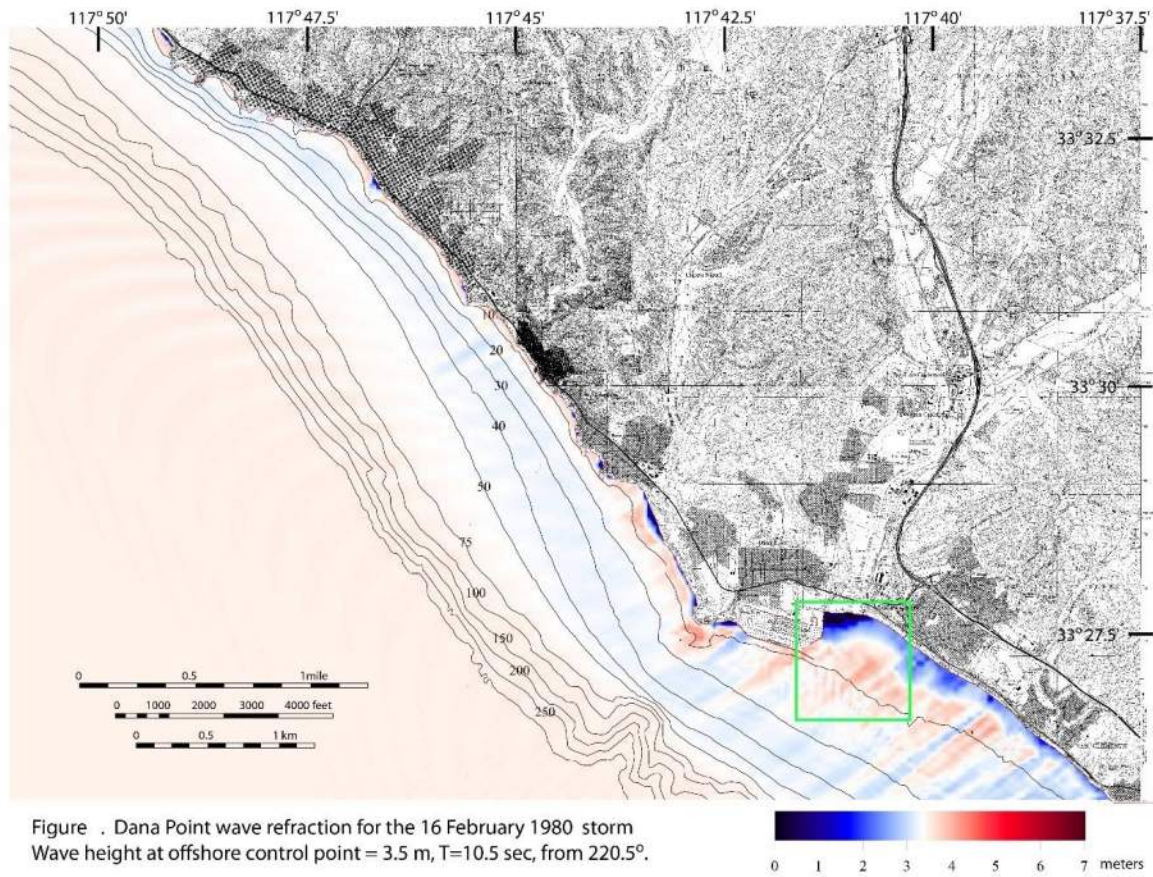 117° 50' 117° 47.5' 117° 45' 117° 42.5' 117° 40' 117° 37.5'
33° 32.5'
10
20
30
33° 30'
40
50
75
100
150
33° 27.5'
200
250
0 0.5 1mile
0 1000 2000 3000 4000 feet
0 0.5 1 km
Figure . Dana Point wave refraction for the 16 February 1980 storm
Wave height at offshore control point = 3.5 m, T=10.5 sec, from 220.5°.
0 1 2 3 4 5 6 7 meters